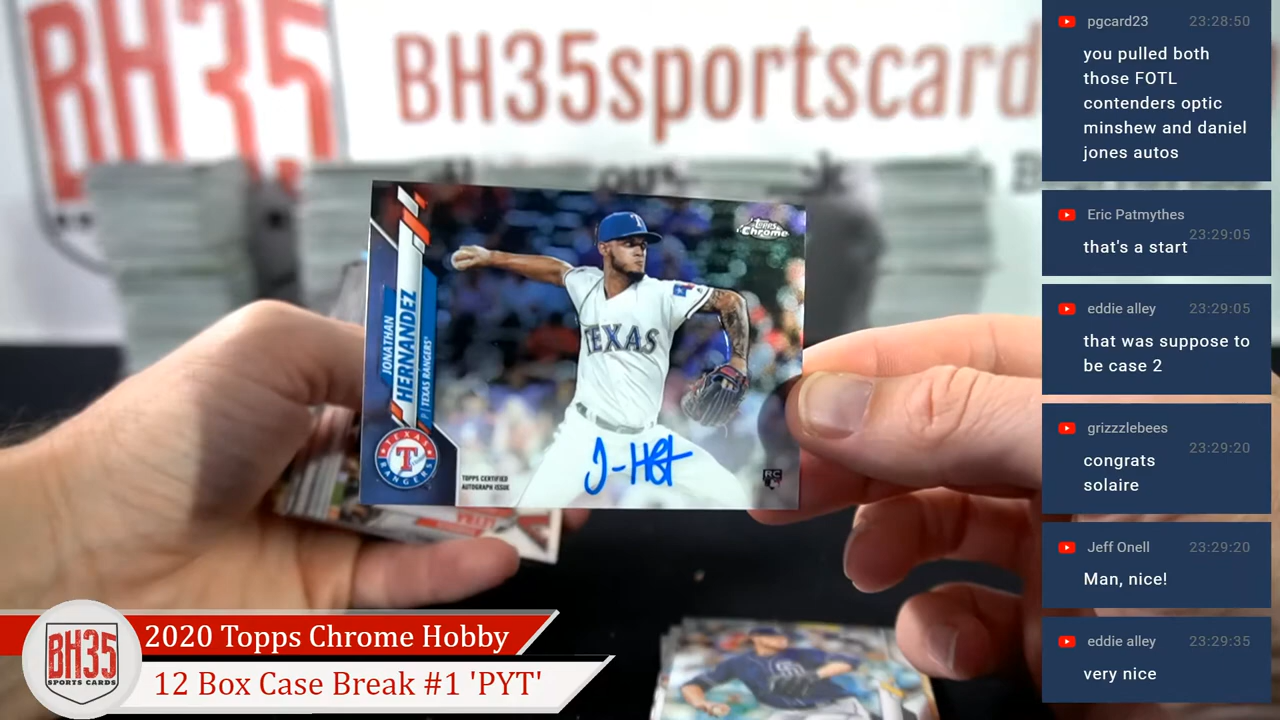 BH35
BH35sportscard
Topps
Chrome
JONATHAN
HERNANDEZ
P | TEXAS RANGERS
TEXAS
T
TEXAS
RANGERS
T
TOPPS CERTIFIED
AUTOGRAPH ISSUE
J-H
RC
BH35
SPORTS CARDS
2020 Topps Chrome Hobby
12 Box Case Break #1 'PYT'
pgcard23 23:28:50
you pulled both
those FOTL
contenders optic
minshew and daniel
jones autos
Eric Patmythes
23:29:05
that's a start
eddie alley 23:29:05
that was suppose to
be case 2
grizzzlebees 23:29:20
congrats
solaire
Jeff Onell 23:29:20
Man, nice!
eddie alley 23:29:35
very nice